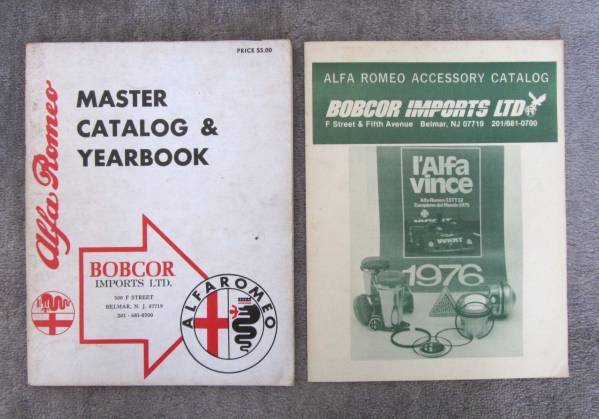 PRICE $5.00
Alfa Romeo
MASTER
CATALOG &
YEARBOOK
BOBCOR
IMPORTS LTD.
500 F STREET
BELMAR, N. J. 07719
201 - 681-0700
ALFAROMEO
ALFA ROMEO ACCESSORY CATALOG
BOBCOR IMPORTS LTD
F Street & Fifth Avenue Belmar, NJ 07719 201/681-0700
l'Alfa
vince
Alfa Romeo 33TT12
Campione del Mondo 1975
1976